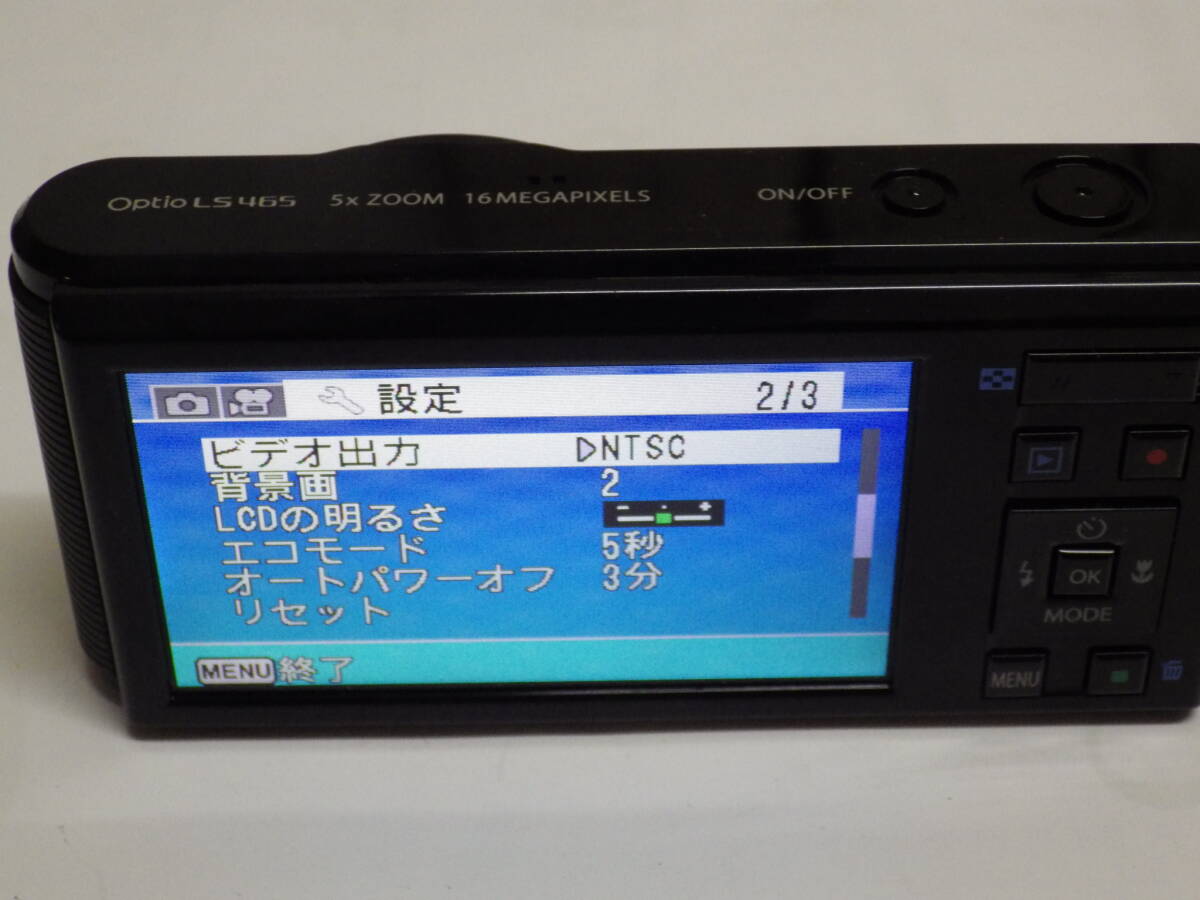 Optio LS465 5x ZOOM 16 MEGAPIXELS ON/OFF
設定 2/3
ビデオ出力 NTSC
背景画 2
LCDの明るさ - +
エコモード 5秒
オートパワーオフ 3分
リセット
MENU 終了
OK
MODE
MENU